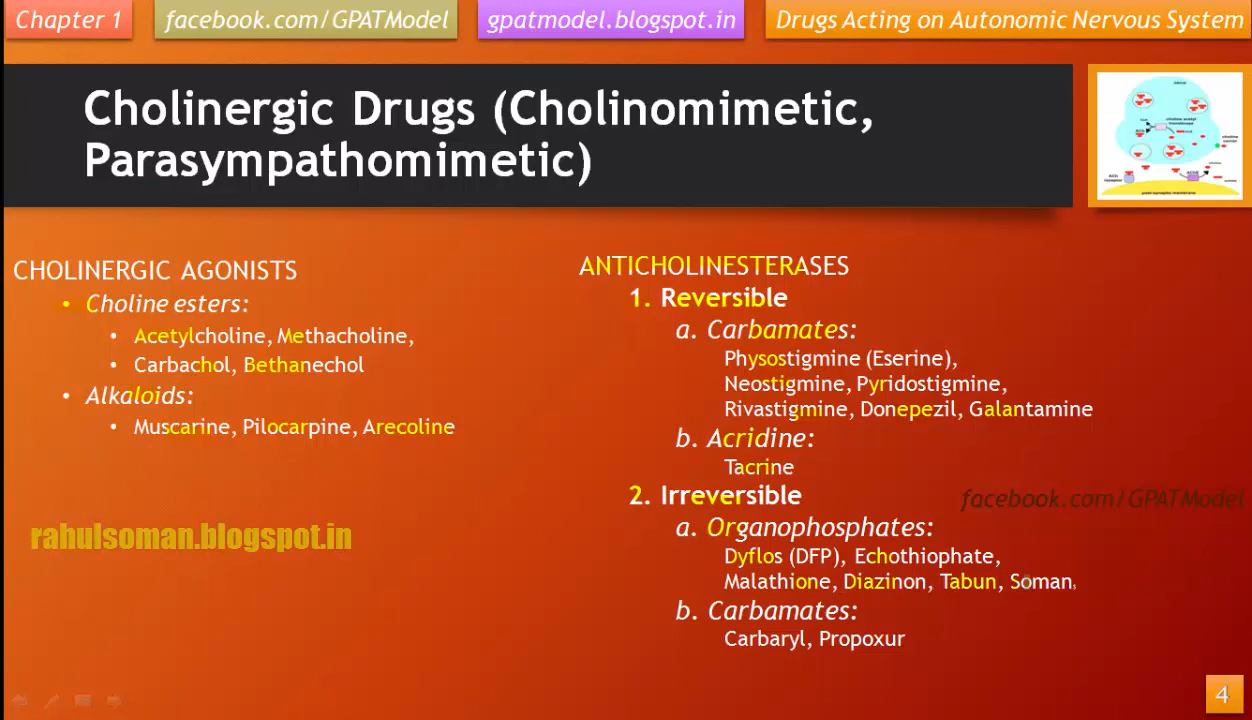 Chapter 1
facebook.com/GPATModel
gpatmodel.blogspot.in
Drugs Acting on Autonomic Nervous System
Cholinergic Drugs (Cholinomimetic,
Parasympathomimetic)
CHOLINERGIC AGONISTS
• Choline esters:
• Acetylcholine, Methacholine,
• Carbachol, Bethanechol
• Alkaloids:
• Muscarine, Pilocarpine, Arecoline
rahulsoman.blogspot.in
ANTICHOLINESTERASES
1. Reversible
a. Carbamates:
Physostigmine (Eserine),
Neostigmine, Pyridostigmine,
Rivastigmine, Donepezil, Galantamine
b. Acridine:
Tacrine
2. Irreversible
facebook.com/GPATModel
a. Organophosphates:
Dyflos (DFP), Echothiophate,
Malathione, Diazinon, Tabun, Soman,
b. Carbamates:
Carbaryl, Propoxur
4